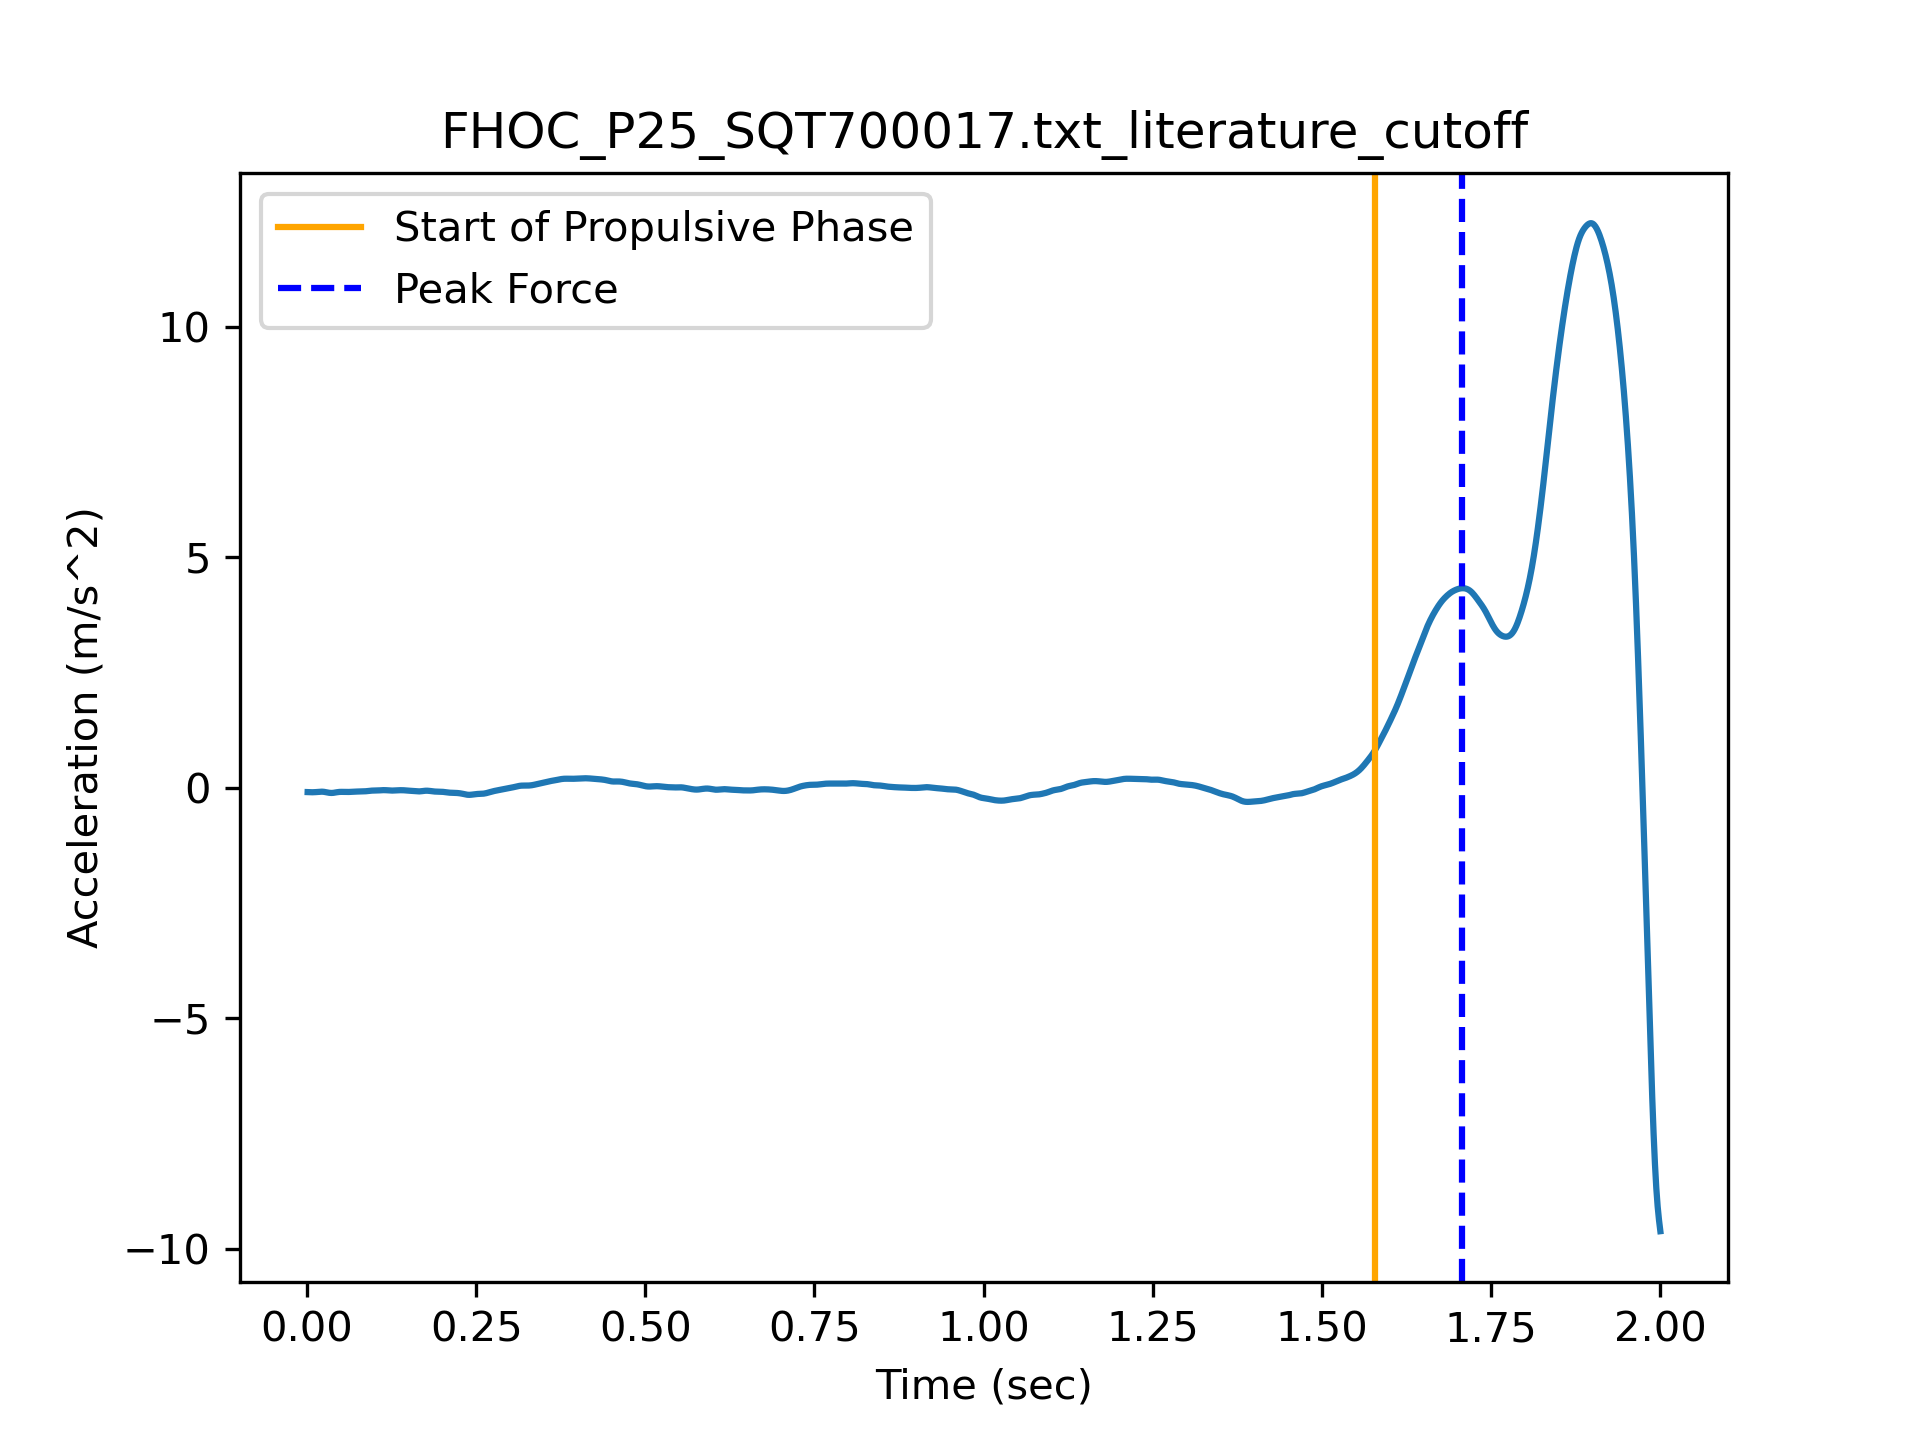 FHOC_P25_SQT700017.txt_literature_cutoff
Start of Propulsive Phase
Peak Force
Acceleration (m/s^2)
10
5
0
−5
−10
0.00 0.25 0.50 0.75 1.00 1.25 1.50 1.75 2.00
Time (sec)